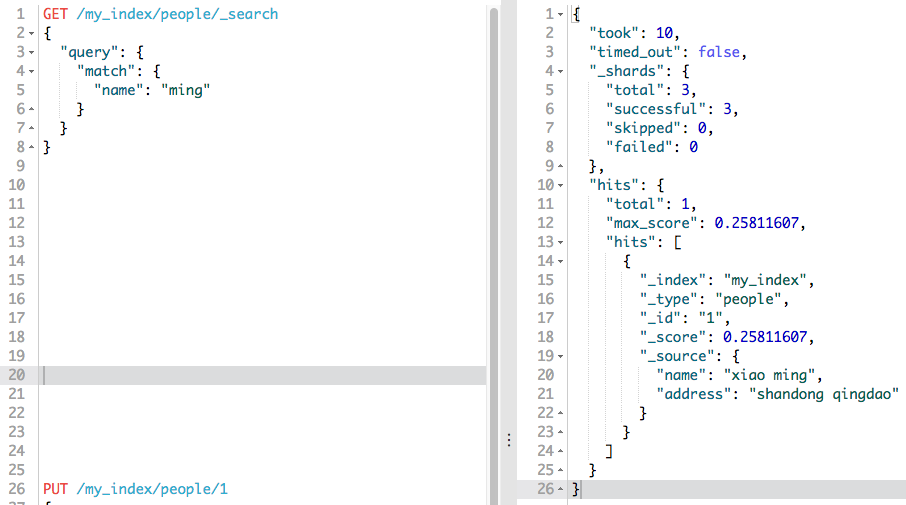 1 GET /my_index/people/_search
2 {
3 "query": {
4 "match": {
5 "name": "ming"
6 }
7 }
8 }
9
10
11
12
13
14
15
16
17
18
19
20
21
22
23
24
25
26 PUT /my_index/people/1
27 {
1 {
2 "took": 10,
3 "timed_out": false,
4 "_shards": {
5 "total": 3,
6 "successful": 3,
7 "skipped": 0,
8 "failed": 0
9 },
10 "hits": {
11 "total": 1,
12 "max_score": 0.25811607,
13 "hits": [
14 {
15 "_index": "my_index",
16 "_type": "people",
17 "_id": "1",
18 "_score": 0.25811607,
19 "_source": {
20 "name": "xiao ming",
21 "address": "shandong qingdao"
22 }
23 }
24 ]
25 }
26 }